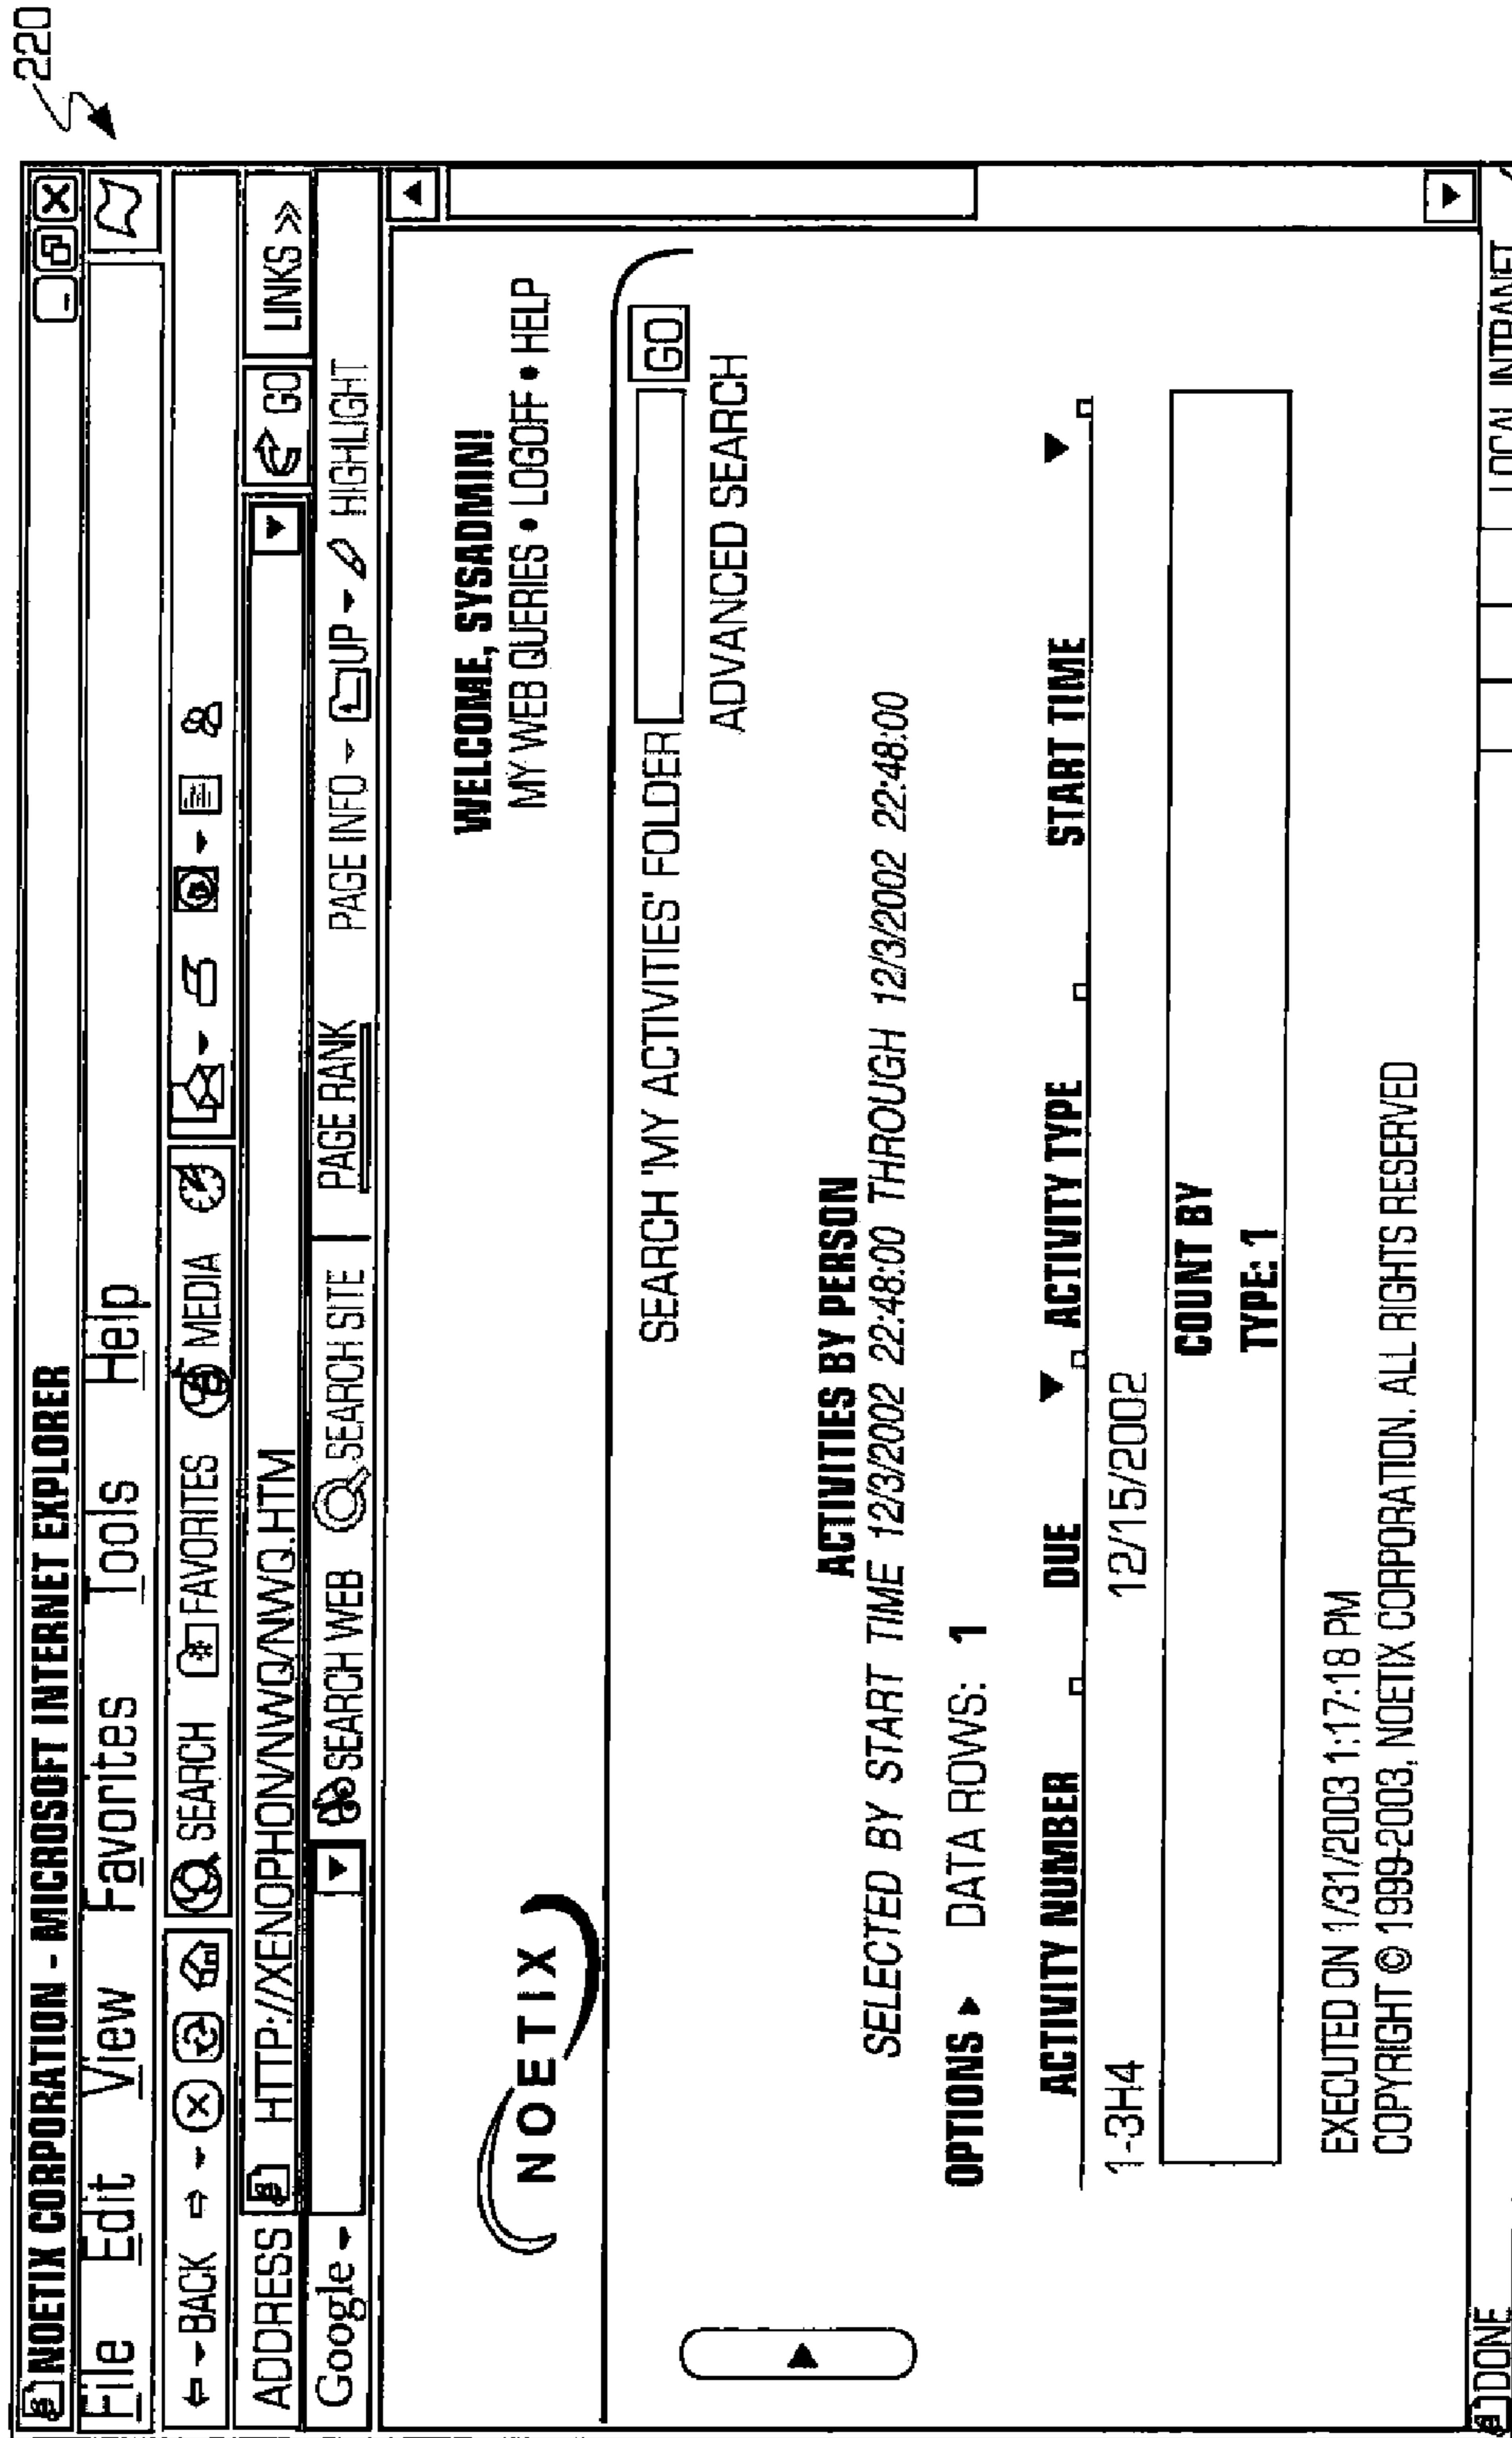 220
NOETIX CORPORATION - MICROSOFT INTERNET EXPLORER
File Edit View Favorites Tools Help
BACK SEARCH FAVORITES MEDIA
ADDRESS HTTP://XENOPHON/NWQ/NWQ.HTM GO LINKS >>
Google SEARCH WEB SEARCH SITE PAGE RANK PAGE INFO UP HIGHLIGHT
WELCOME, SYSADMIN!
NOETIX MY WEB QUERIES • LOGOFF • HELP
SEARCH 'MY ACTIVITIES' FOLDER GO
ADVANCED SEARCH
ACTIVITIES BY PERSON
SELECTED BY START TIME 12/3/2002 22:48:00 THROUGH 12/3/2002 22:48:00
OPTIONS DATA ROWS: 1
ACTIVITY NUMBER DUE ACTIVITY TYPE START TIME
1-3H4 12/15/2002
COUNT BY
TYPE: 1
EXECUTED ON 1/31/2003 1:17:18 PM
COPYRIGHT © 1999-2003, NOETIX CORPORATION. ALL RIGHTS RESERVED
DONE LOCAL INTRANET